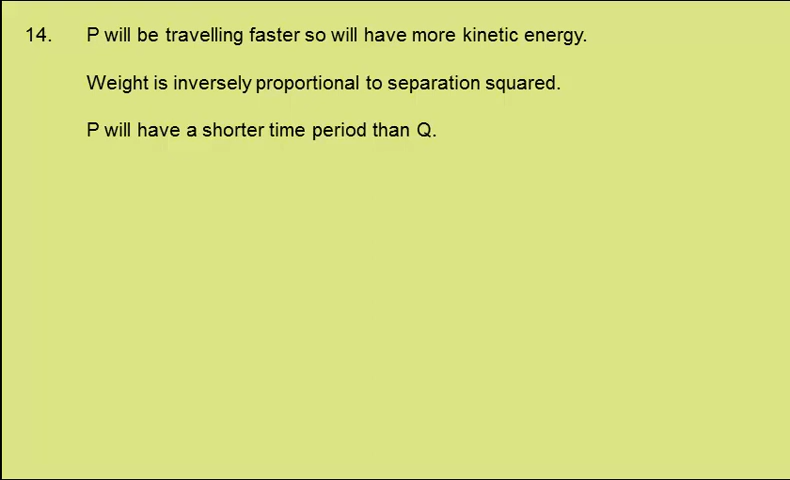 14. P will be travelling faster so will have more kinetic energy.
Weight is inversely proportional to separation squared.
P will have a shorter time period than Q.